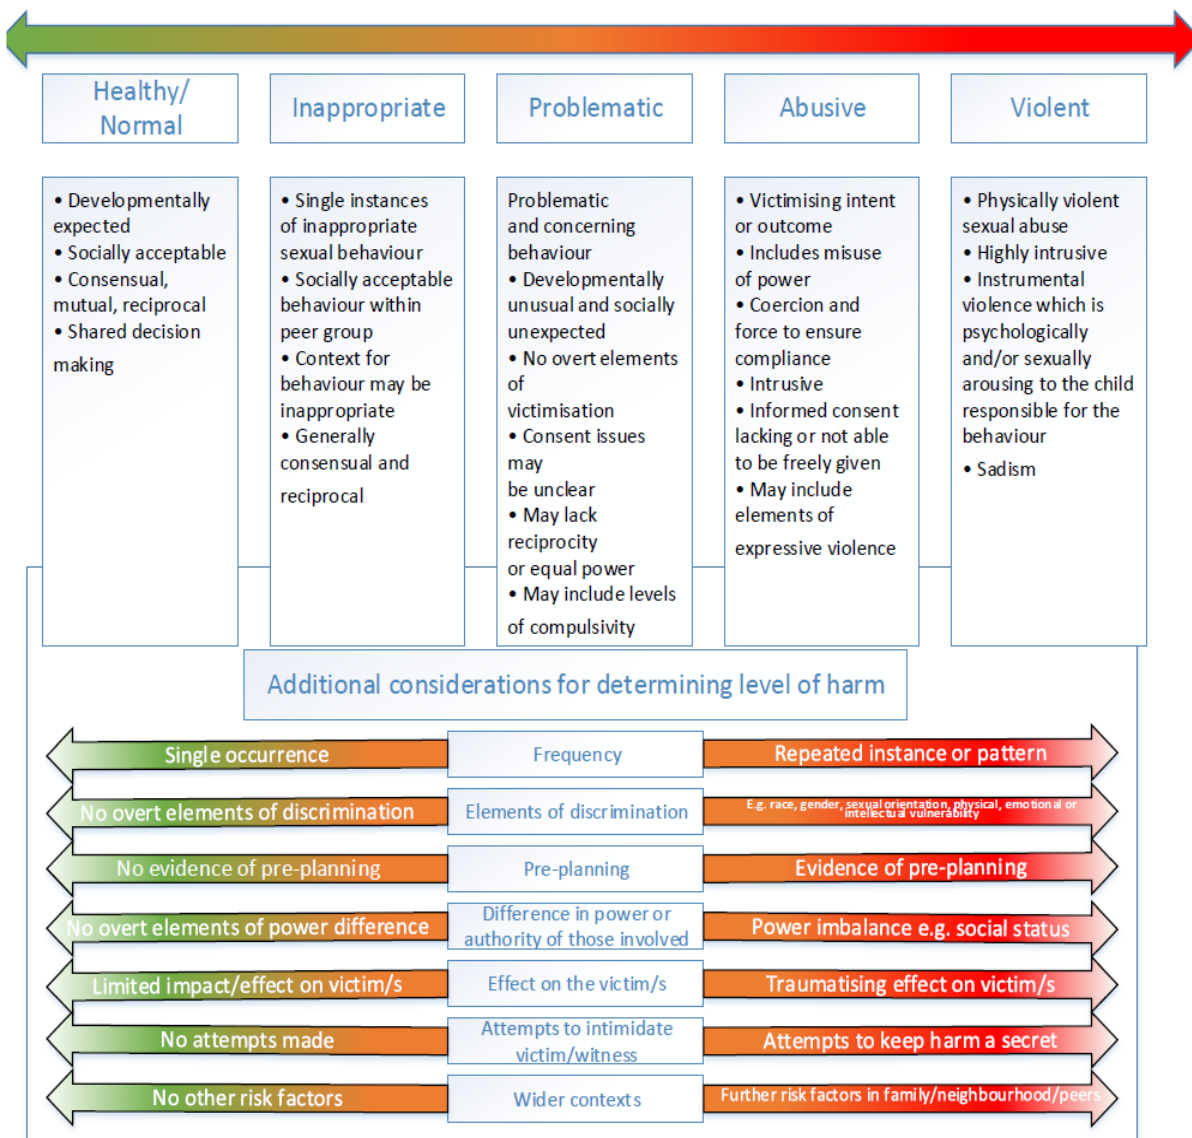 Healthy/
Normal
Inappropriate
Problematic
Abusive
Violent
• Developmentally
expected
• Socially acceptable
• Consensual,
mutual, reciprocal
• Shared decision
making
• Single instances
of inappropriate
sexual behaviour
• Socially acceptable
behaviour within
peer group
• Context for
behaviour may be
inappropriate
• Generally
consensual and
reciprocal
Problematic
and concerning
behaviour
• Developmentally
unusual and socially
unexpected
• No overt elements
of
victimisation
• Consent issues
may
be unclear
• May lack
reciprocity
or equal power
• May include levels
of compulsivity
• Victimising intent
or outcome
• Includes misuse
of power
• Coercion and
force to ensure
compliance
• Intrusive
• Informed consent
lacking or not able
to be freely given
• May include
elements of
expressive violence
• Physically violent
sexual abuse
• Highly intrusive
• Instrumental
violence which is
psychologically
and/or sexually
arousing to the child
responsible for the
behaviour
• Sadism
Additional considerations for determining level of harm
Single occurrence
Frequency
Repeated instance or pattern
No overt elements of discrimination
Elements of discrimination
E.g. race, gender, sexual orientation, physical, emotional or
intellectual vulnerability
No evidence of pre-planning
Pre-planning
Evidence of pre-planning
No overt elements of power difference
Difference in power or
authority of those involved
Power imbalance e.g. social status
Limited impact/effect on victim/s
Effect on the victim/s
Traumatising effect on victim/s
No attempts made
Attempts to intimidate
victim/witness
Attempts to keep harm a secret
No other risk factors
Wider contexts
Further risk factors in family/neighbourhood/peers